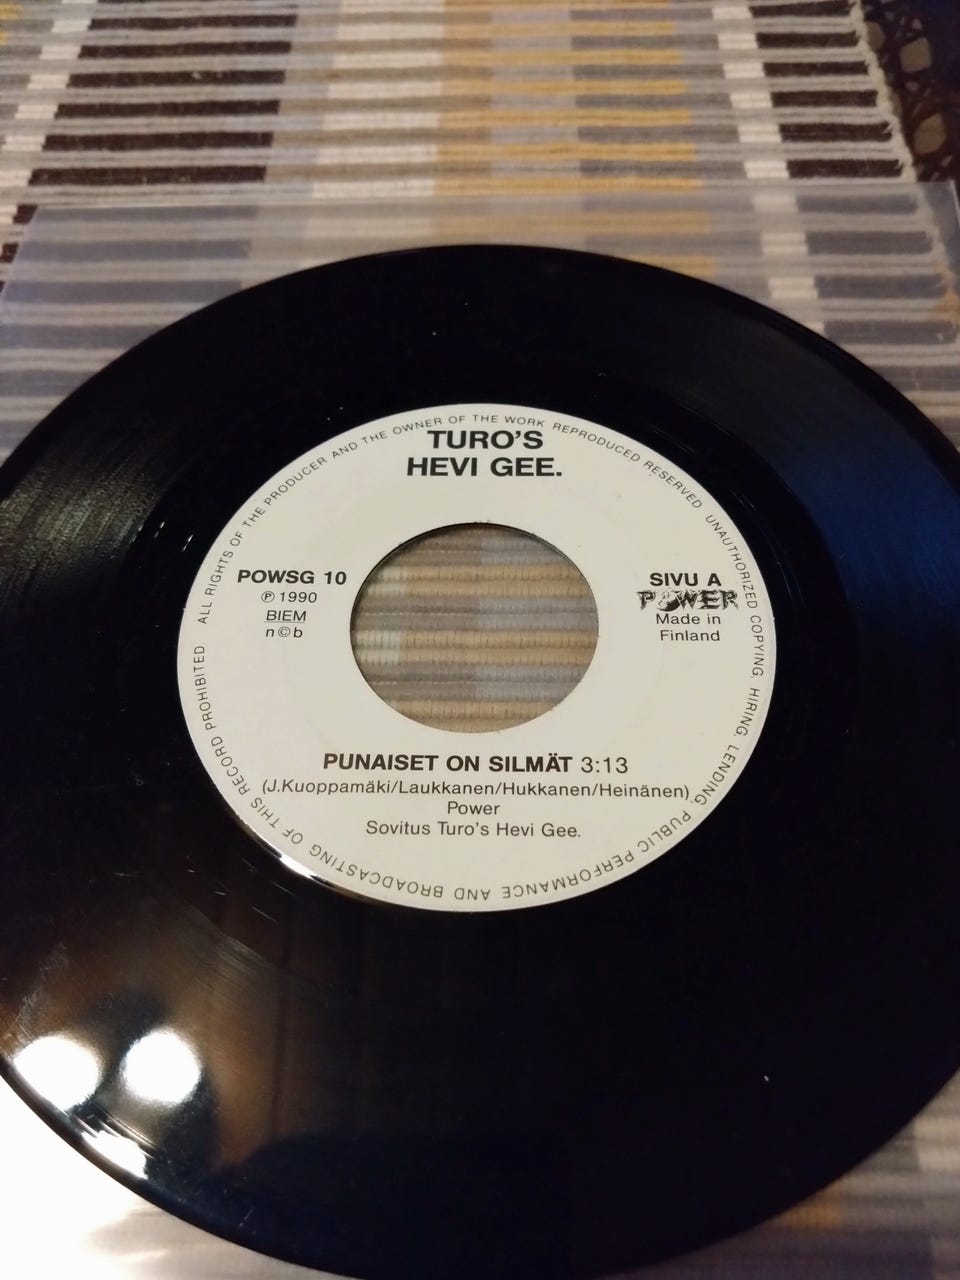 ALL RIGHTS OF THE PRODUCER AND THE OWNER OF THE WORK REPRODUCED RESERVED UNAUTHORIZED COPYING, HIRING, LENDING, PUBLIC PERFORMANCE AND BROADCASTING OF THIS RECORD PROHIBITED
TURO'S
HEVI GEE.
POWSG 10
℗ 1990
BIEM
n©b
SIVU A
POWER
Made in
Finland
PUNAISET ON SILMÄT 3:13
(J.Kuoppamäki/Laukkanen/Hukkanen/Heinänen)
Power
Sovitus Turo's Hevi Gee.